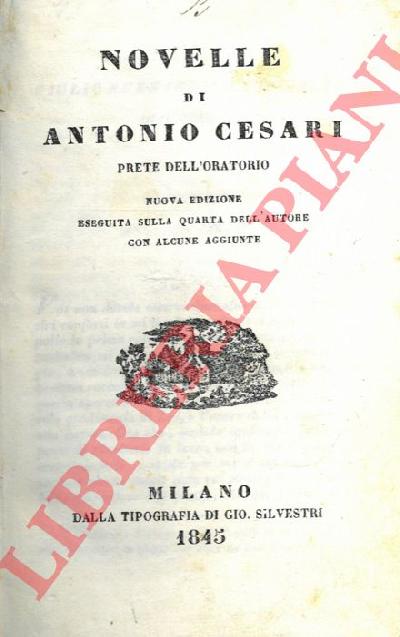 NOVELLE
DI
ANTONIO CESARI
PRETE DELL'ORATORIO
NUOVA EDIZIONE
ESEGUITA SULLA QUARTA DELL'AUTORE
CON ALCUNE AGGIUNTE
MILANO
DALLA TIPOGRAFIA DI GIO. SILVESTRI
1845
LIBRERIA PIANI